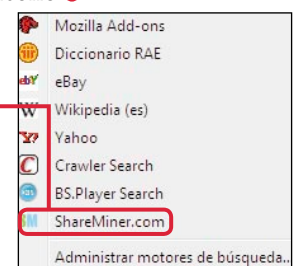 Mozilla Add-ons
Diccionario RAE
eBay
Wikipedia (es)
Yahoo
Crawler Search
BS.Player Search
ShareMiner.com
Administrar motores de búsqueda..